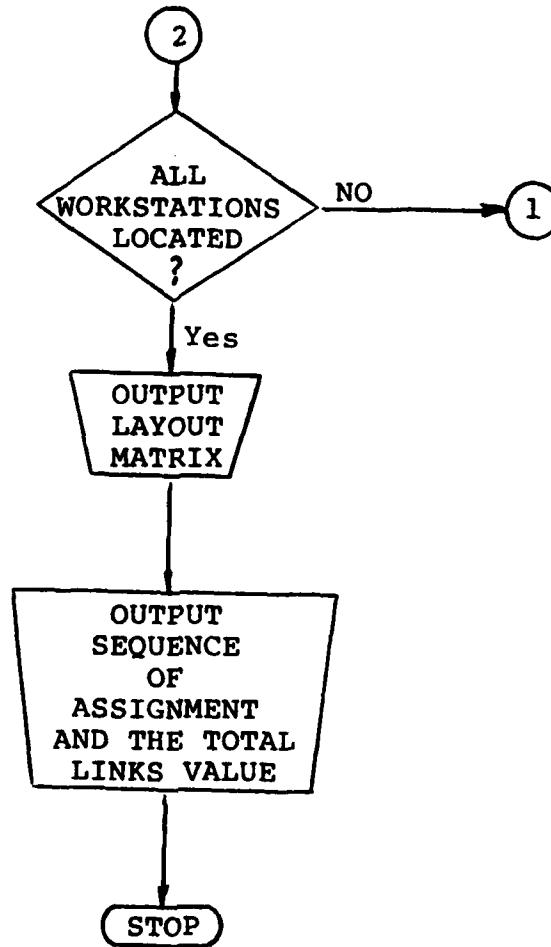 2
ALL
WORKSTATIONS
LOCATED
?
NO
1
Yes
OUTPUT
LAYOUT
MATRIX
OUTPUT
SEQUENCE
OF
ASSIGNMENT
AND THE TOTAL
LINKS VALUE
STOP